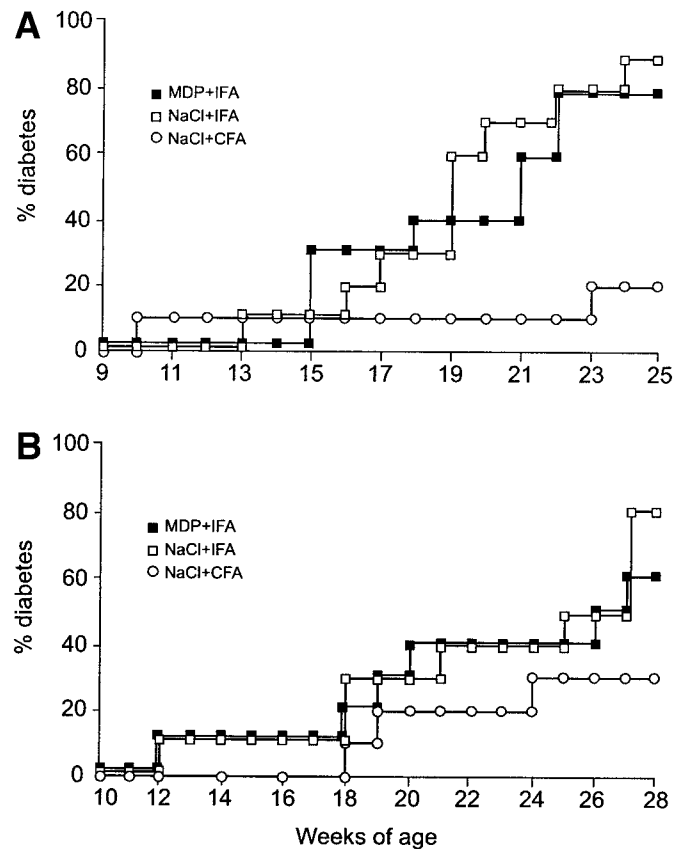 A
100
80
60
40
20
0
% diabetes
MDP+IFA
NaCl+IFA
NaCl+CFA
9 11 13 15 17 19 21 23 25
B
100
80
60
40
20
0
% diabetes
MDP+IFA
NaCl+IFA
NaCl+CFA
10 12 14 16 18 20 22 24 26 28
Weeks of age